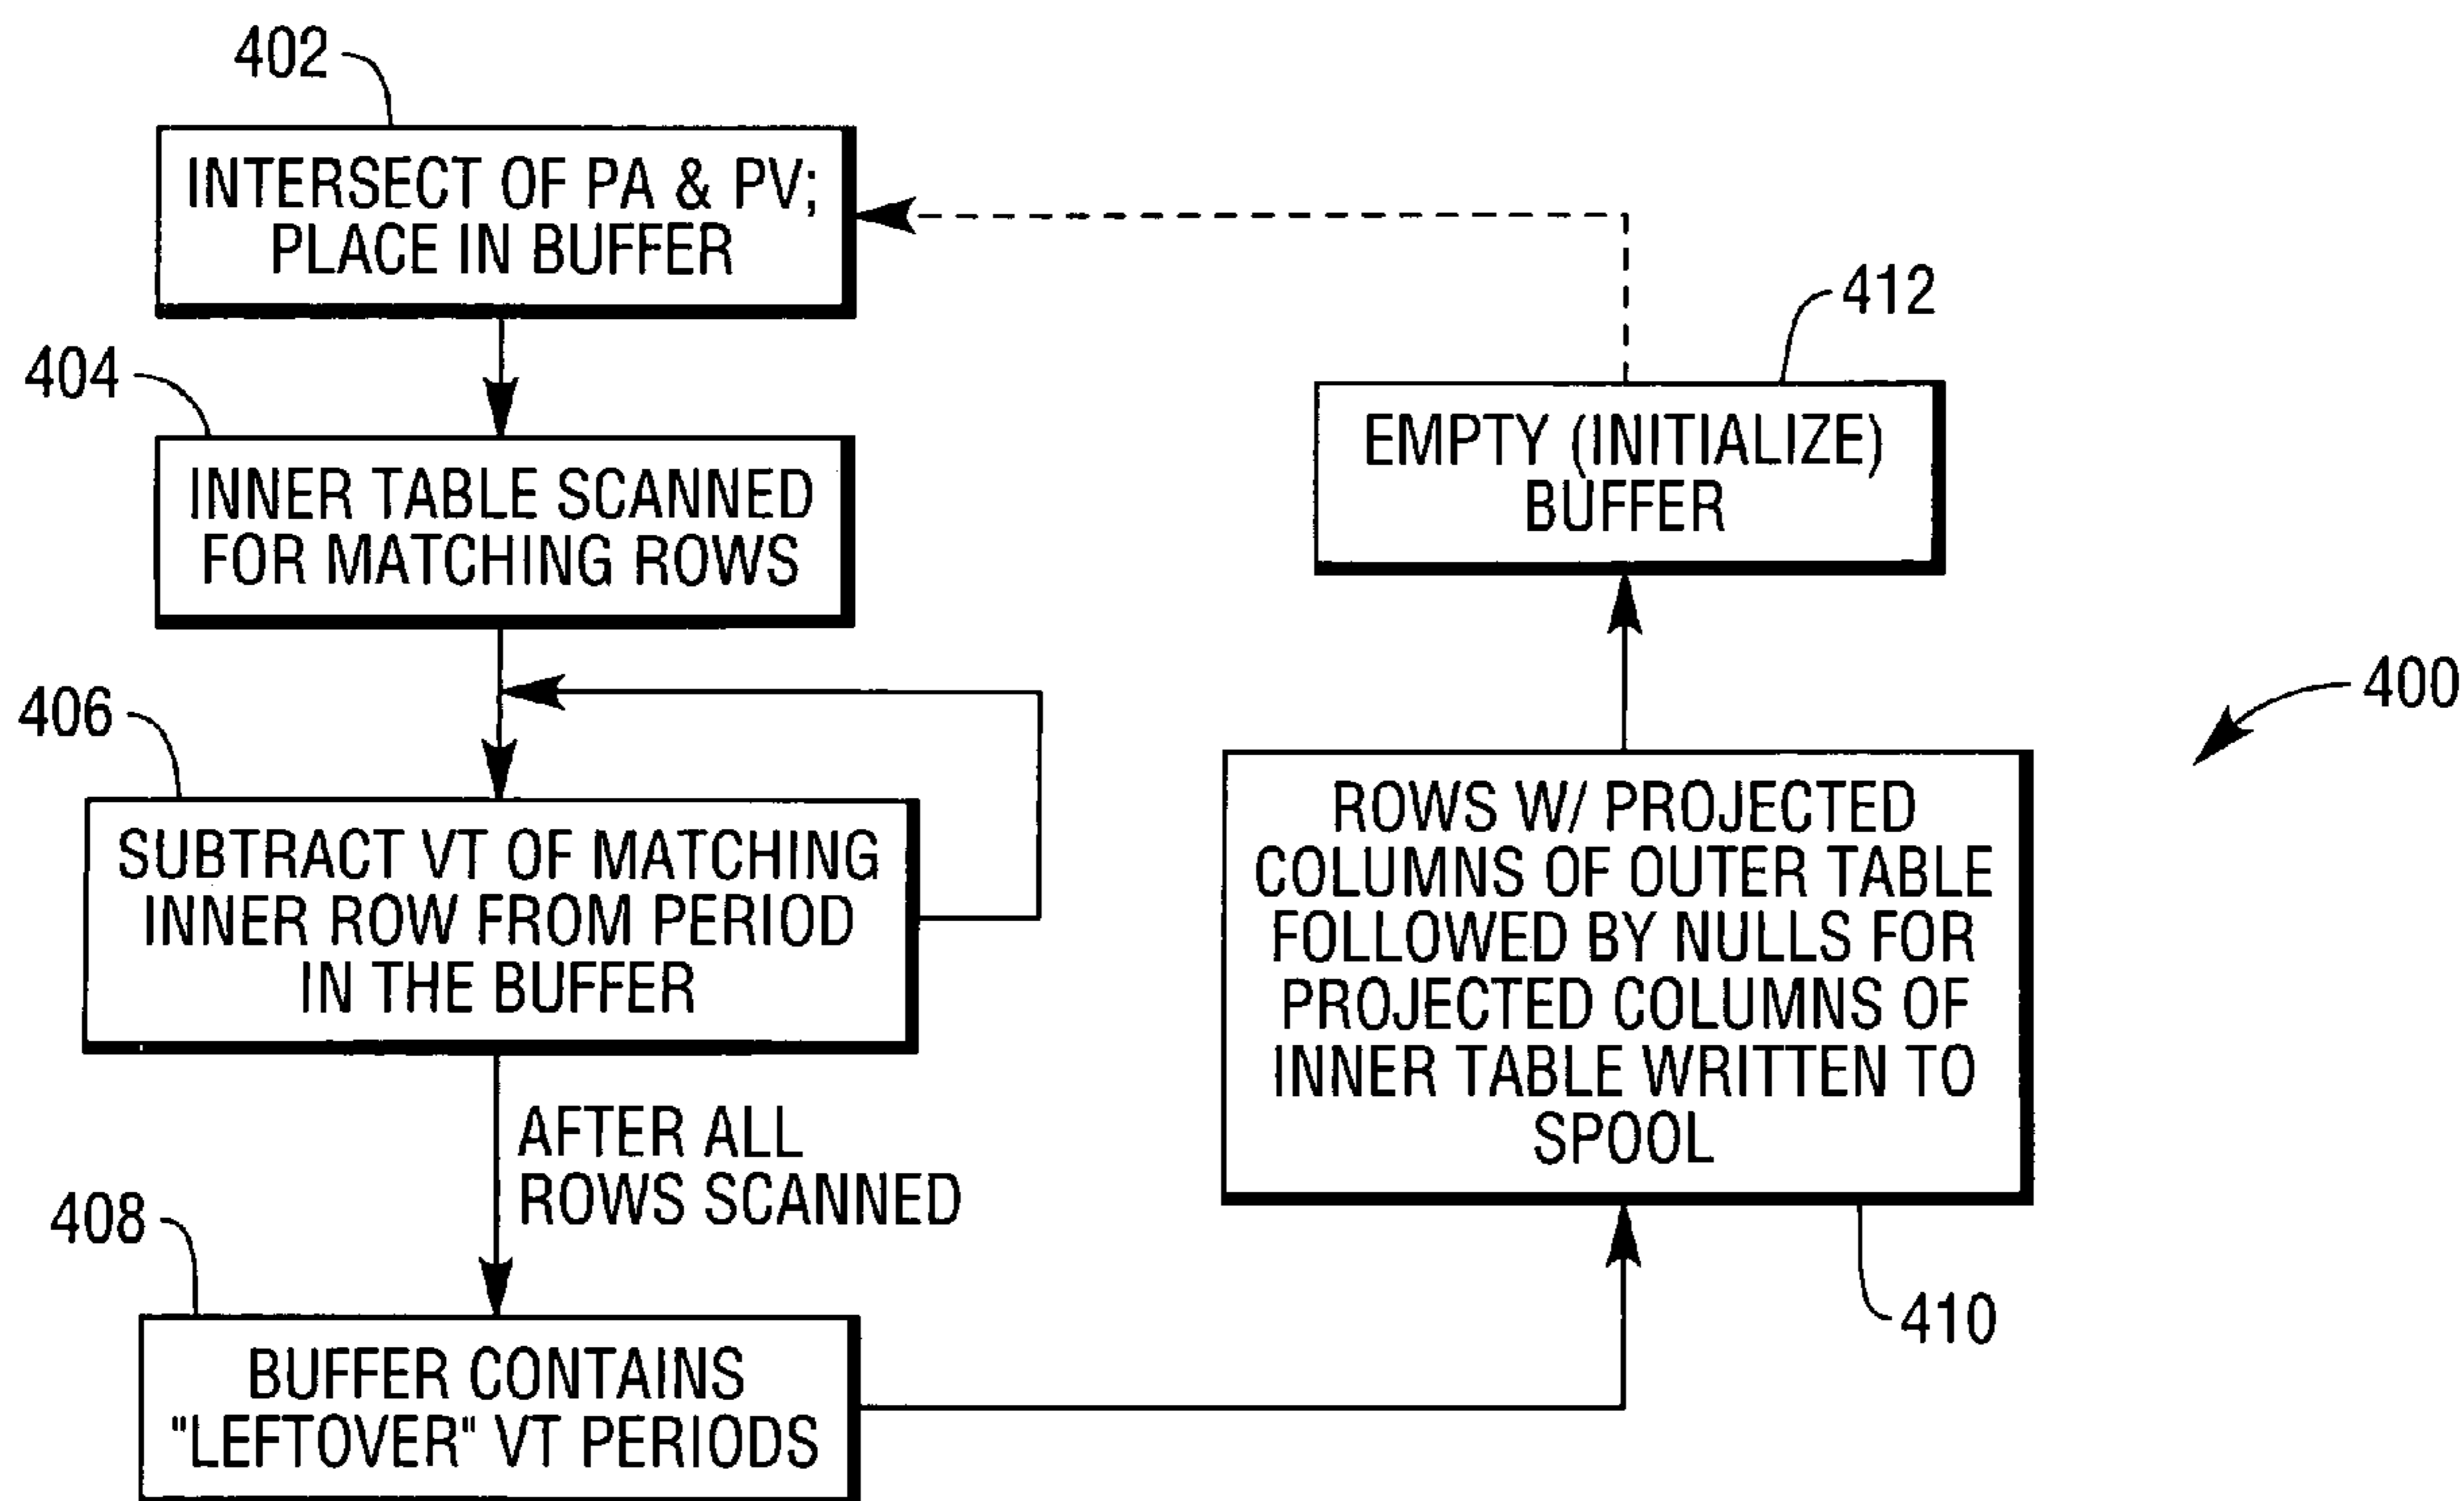 402
INTERSECT OF PA & PV;
PLACE IN BUFFER
404
INNER TABLE SCANNED
FOR MATCHING ROWS
406
SUBTRACT VT OF MATCHING
INNER ROW FROM PERIOD
IN THE BUFFER
AFTER ALL
ROWS SCANNED
408
BUFFER CONTAINS
"LEFTOVER" VT PERIODS
412
EMPTY (INITIALIZE)
BUFFER
400
ROWS W/ PROJECTED
COLUMNS OF OUTER TABLE
FOLLOWED BY NULLS FOR
PROJECTED COLUMNS OF
INNER TABLE WRITTEN TO
SPOOL
410